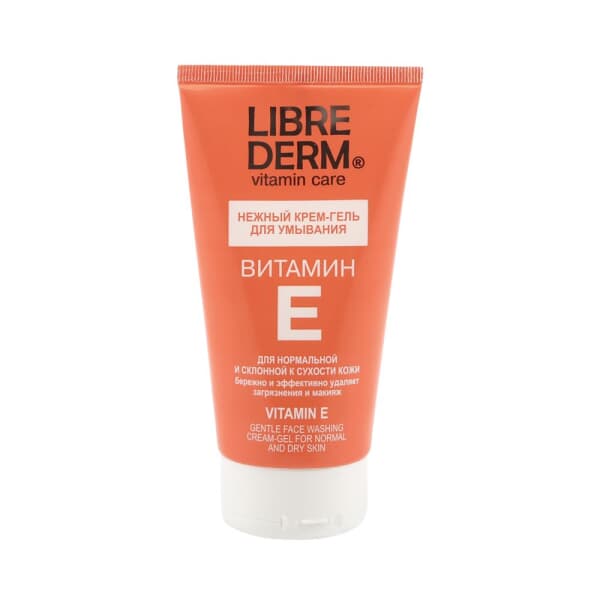 LIBRE
DERM®
vitamin care
НЕЖНЫЙ КРЕМ-ГЕЛЬ
ДЛЯ УМЫВАНИЯ
ВИТАМИН
E
ДЛЯ НОРМАЛЬНОЙ
И СКЛОННОЙ К СУХОСТИ КОЖИ
бережно и эффективно удаляет
загрязнения и макияж
VITAMIN E
GENTLE FACE WASHING
CREAM-GEL FOR NORMAL
AND DRY SKIN